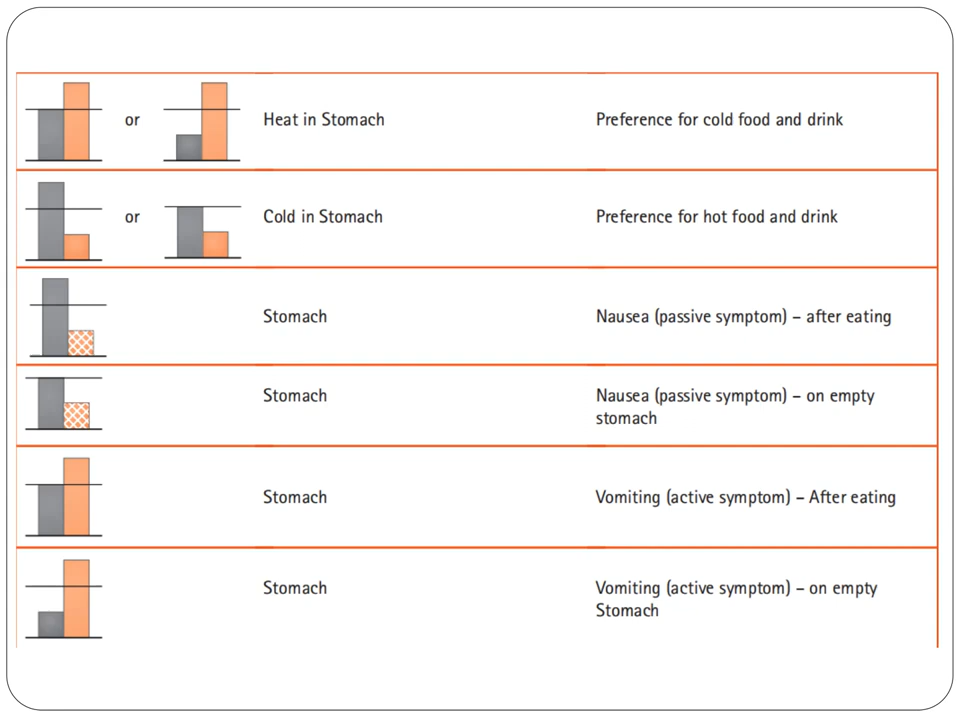 or
Heat in Stomach
Preference for cold food and drink
or
Cold in Stomach
Preference for hot food and drink
Stomach
Nausea (passive symptom) – after eating
Stomach
Nausea (passive symptom) – on empty
stomach
Stomach
Vomiting (active symptom) – After eating
Stomach
Vomiting (active symptom) – on empty
Stomach